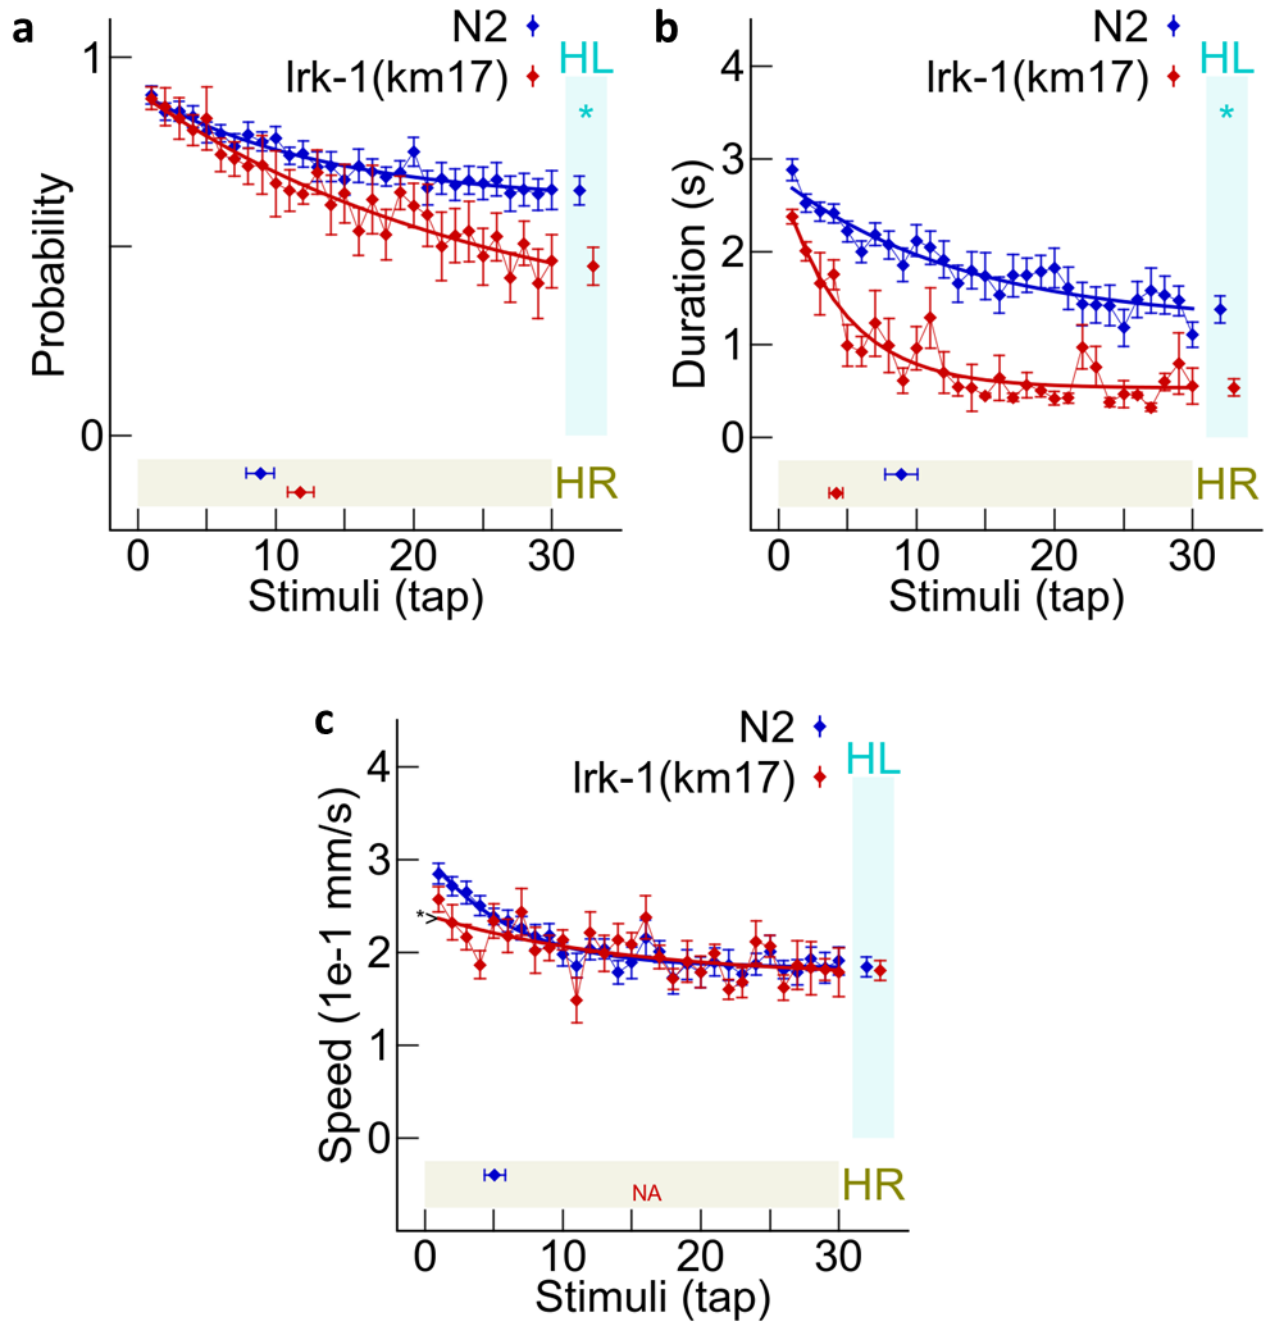 a
N2
lrk-1(km17)
HL
*
1
0
Probability
HR
0 10 20 30
Stimuli (tap)
b
N2
lrk-1(km17)
HL
*
4
3
2
1
0
Duration (s)
HR
0 10 20 30
Stimuli (tap)
c
N2
lrk-1(km17)
HL
4
3
*>
2
1
0
Speed (1e-1 mm/s)
NA
HR
0 10 20 30
Stimuli (tap)